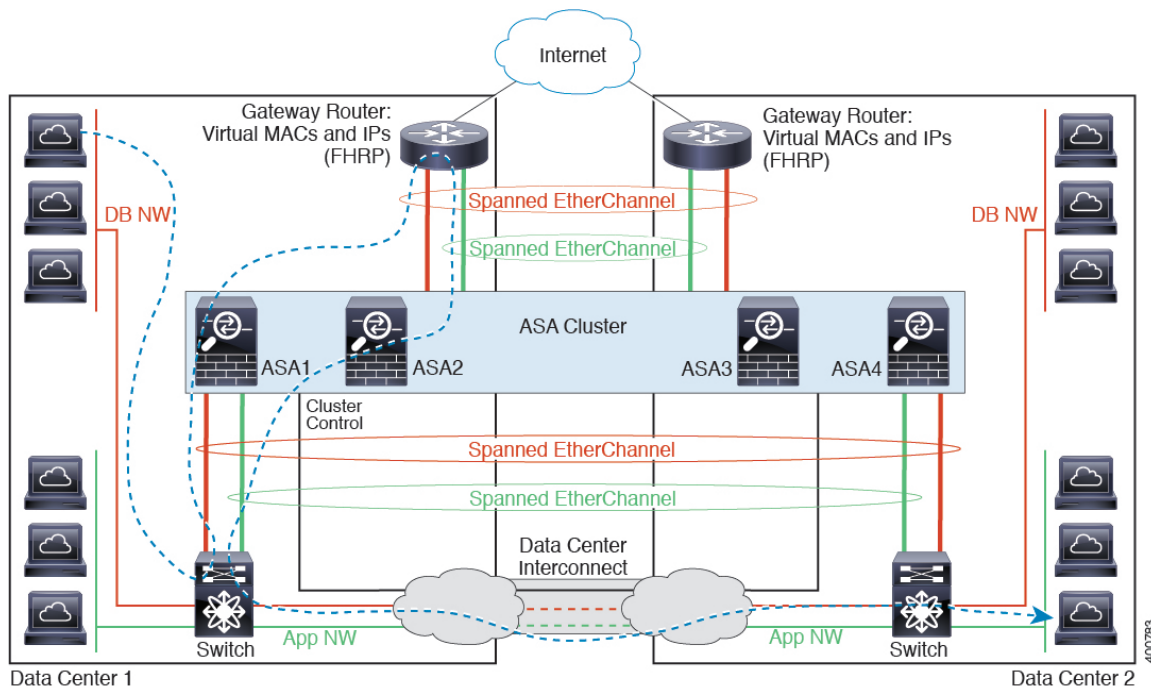 Internet
Gateway Router:
Virtual MACs and IPs
(FHRP)
Gateway Router:
Virtual MACs and IPs
(FHRP)
Spanned EtherChannel
DB NW
DB NW
Spanned EtherChannel
ASA Cluster
ASA1
ASA2
ASA3
ASA4
Cluster
Control
Spanned EtherChannel
Spanned EtherChannel
Data Center
Interconnect
App NW
App NW
Switch
Switch
400783
Data Center 1
Data Center 2